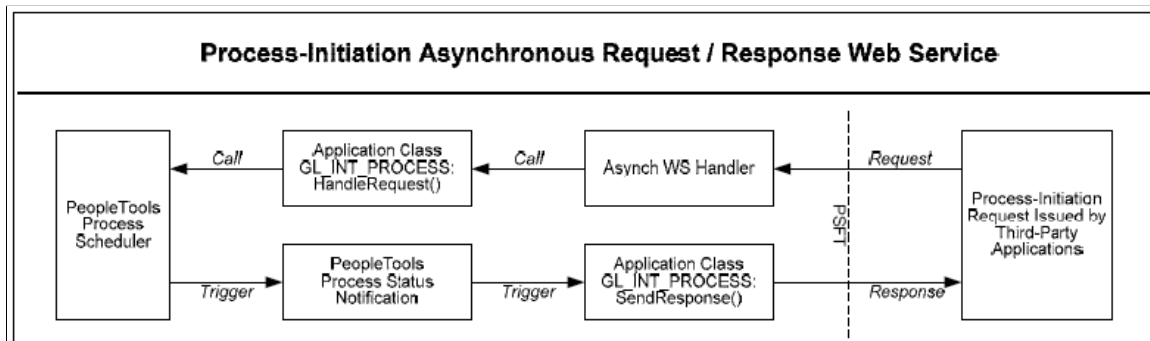 Process-Initiation Asynchronous Request / Response Web Service
PeopleTools
Process
Scheduler
Call
Application Class
GL_INT_PROCESS:
HandleRequest()
Call
Asynch WS Handler
Request
Process-Initiation
Request Issued by
Third-Party
Applications
PSFT
Trigger
PeopleTools
Process Status
Notification
Trigger
Application Class
GL_INT_PROCESS:
SendResponse()
Response